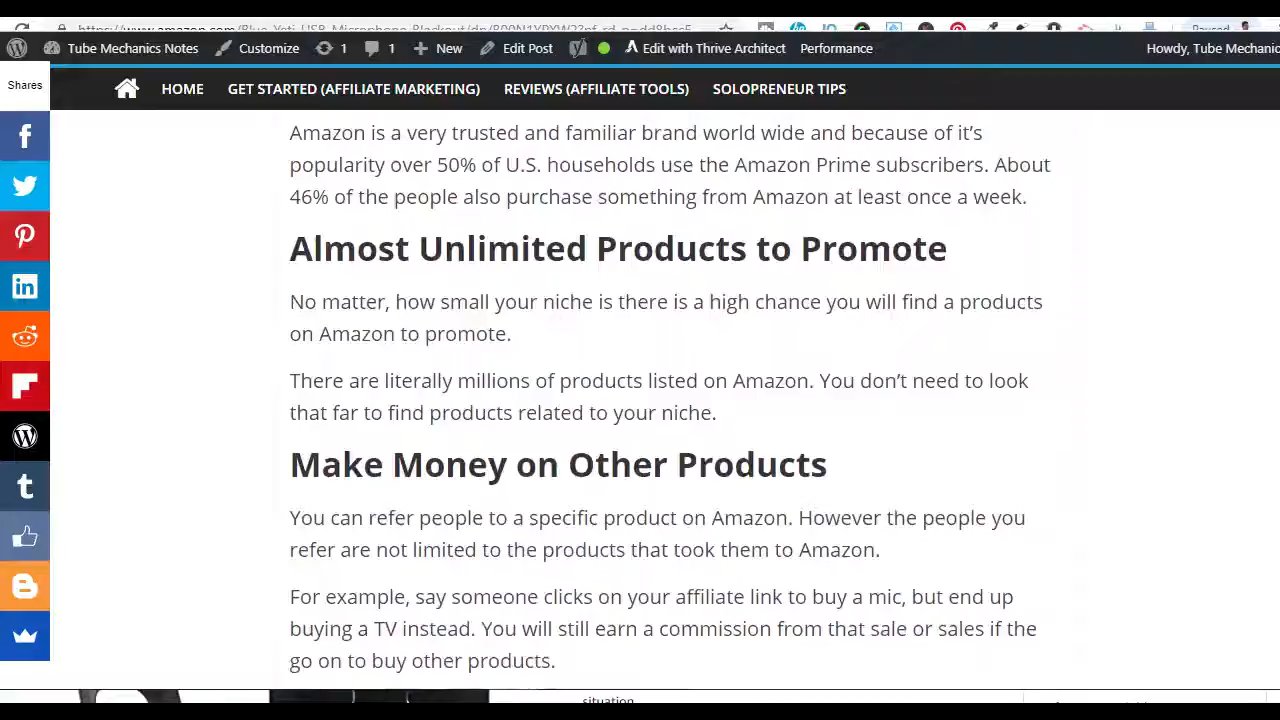 Tube Mechanics Notes Customize 1 1 New Edit Post Edit with Thrive Architect Performance Howdy, Tube Mechanic
Shares
HOME GET STARTED (AFFILIATE MARKETING) REVIEWS (AFFILIATE TOOLS) SOLOPRENEUR TIPS
Amazon is a very trusted and familiar brand world wide and because of it's
popularity over 50% of U.S. households use the Amazon Prime subscribers. About
46% of the people also purchase something from Amazon at least once a week.
Almost Unlimited Products to Promote
No matter, how small your niche is there is a high chance you will find a products
on Amazon to promote.
There are literally millions of products listed on Amazon. You don't need to look
that far to find products related to your niche.
Make Money on Other Products
You can refer people to a specific product on Amazon. However the people you
refer are not limited to the products that took them to Amazon.
For example, say someone clicks on your affiliate link to buy a mic, but end up
buying a TV instead. You will still earn a commission from that sale or sales if the
go on to buy other products.
situation